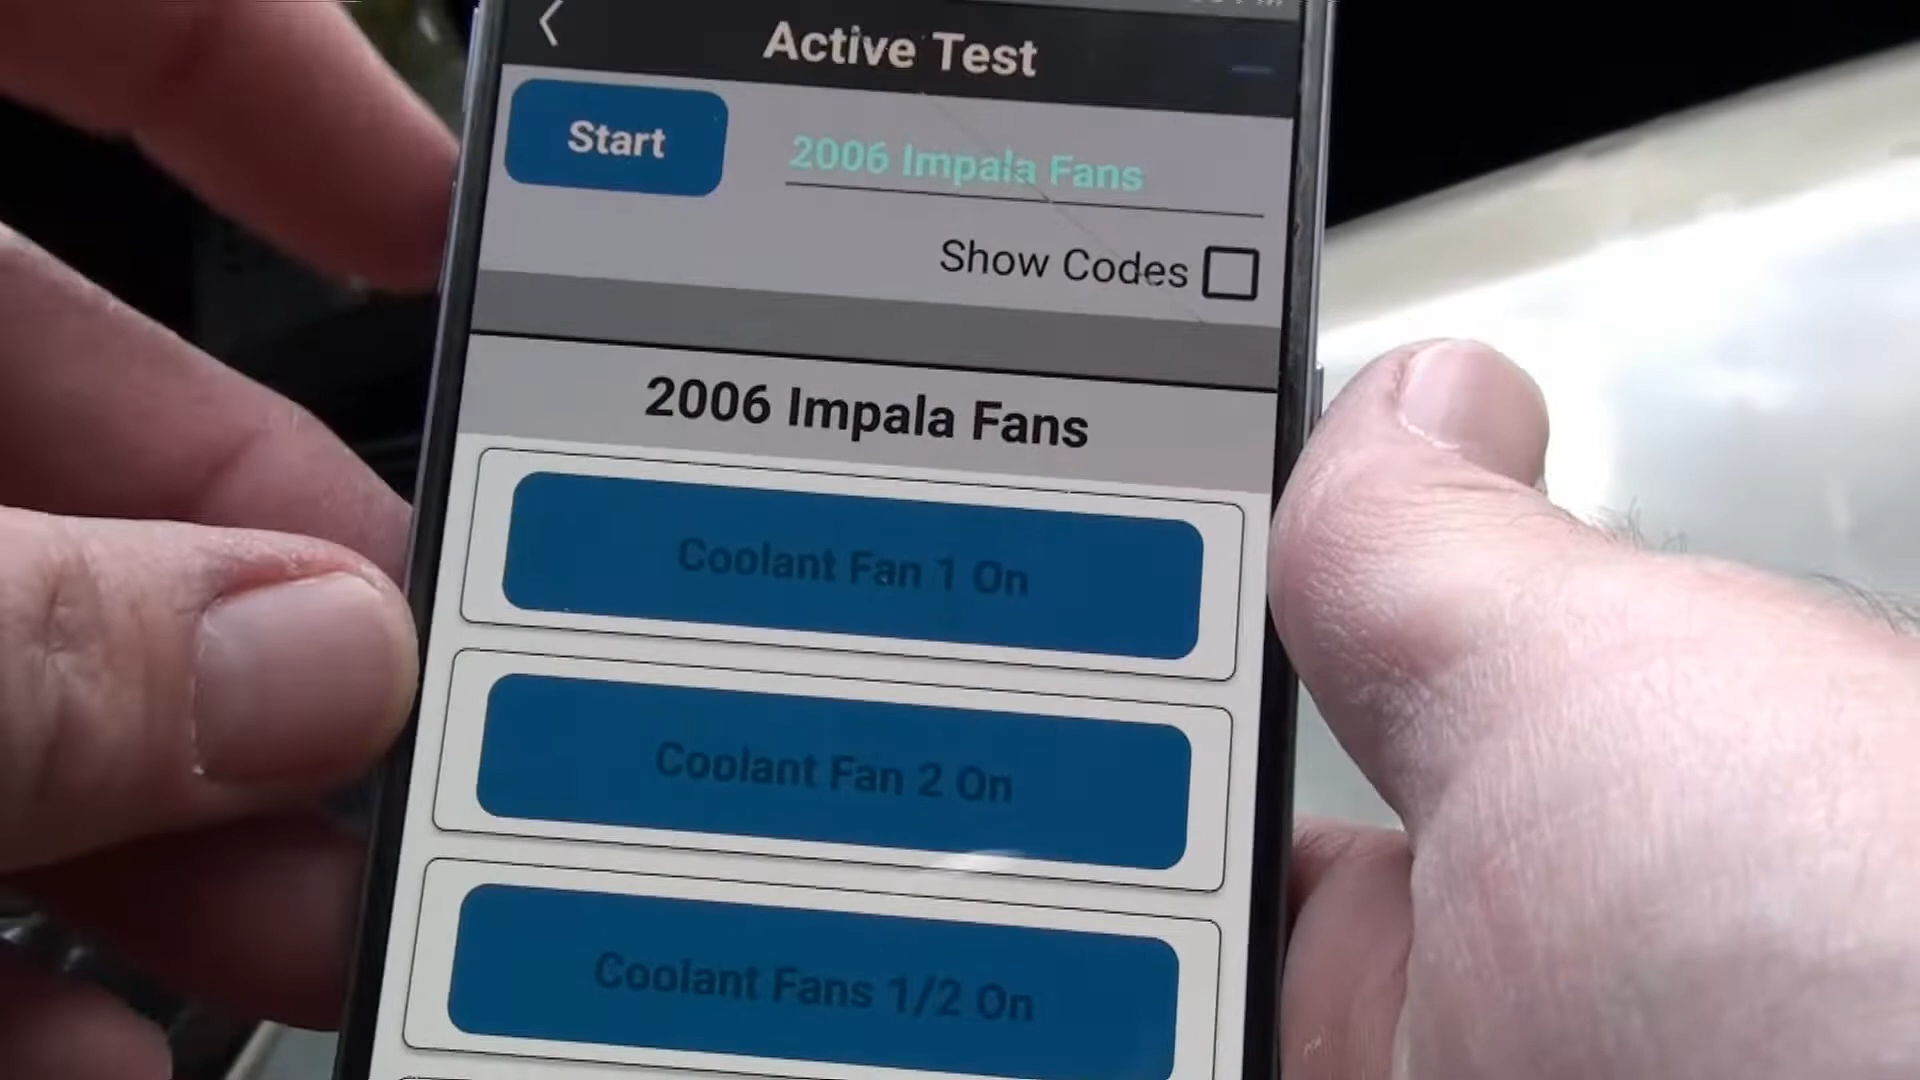 Active Test
Start
2006 Impala Fans
Show Codes
2006 Impala Fans
Coolant Fan 1 On
Coolant Fan 2 On
Coolant Fans 1/2 On